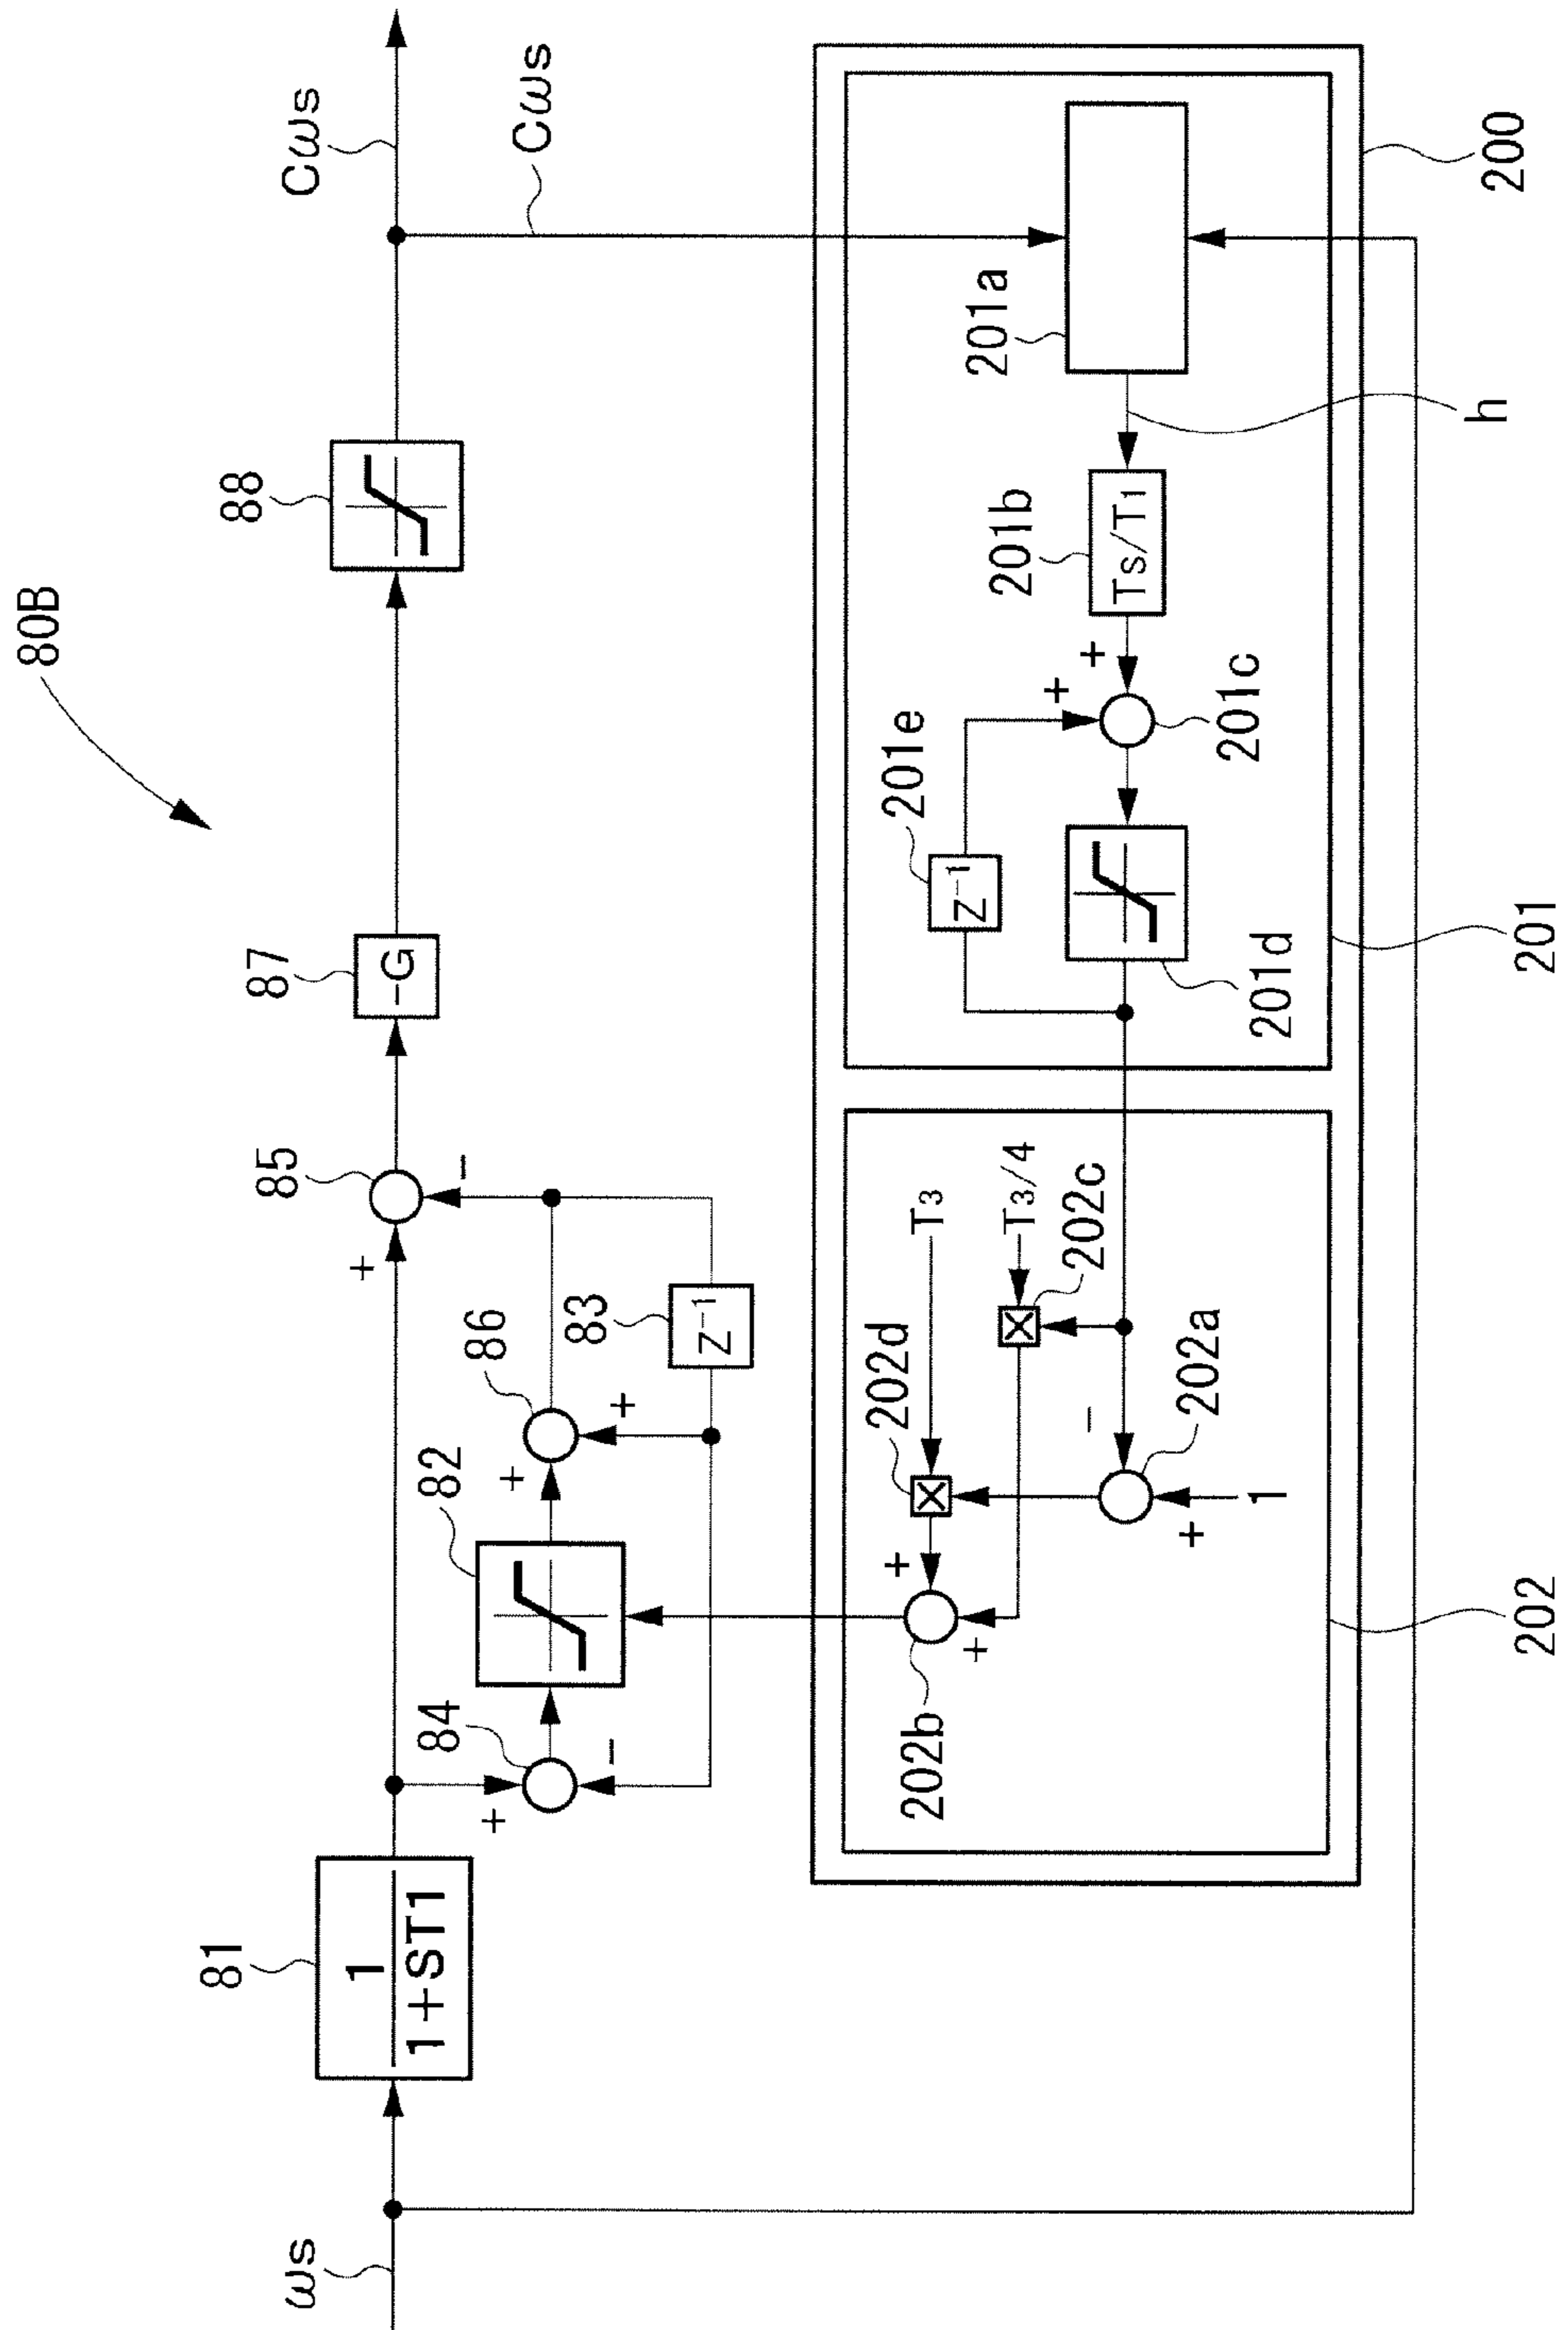 80B
ωs
81
1
1+ST1
84
+
-
82
+
86
+
83
Z⁻¹
85
+
-
87
-G
88
Cωs
Cωs
200
201
201a
h
201b
Ts/T1
+
+
201c
201d
201e
Z⁻¹
202
T3
T3/4
202c
202d
-
202a
+
1
+
+
202b